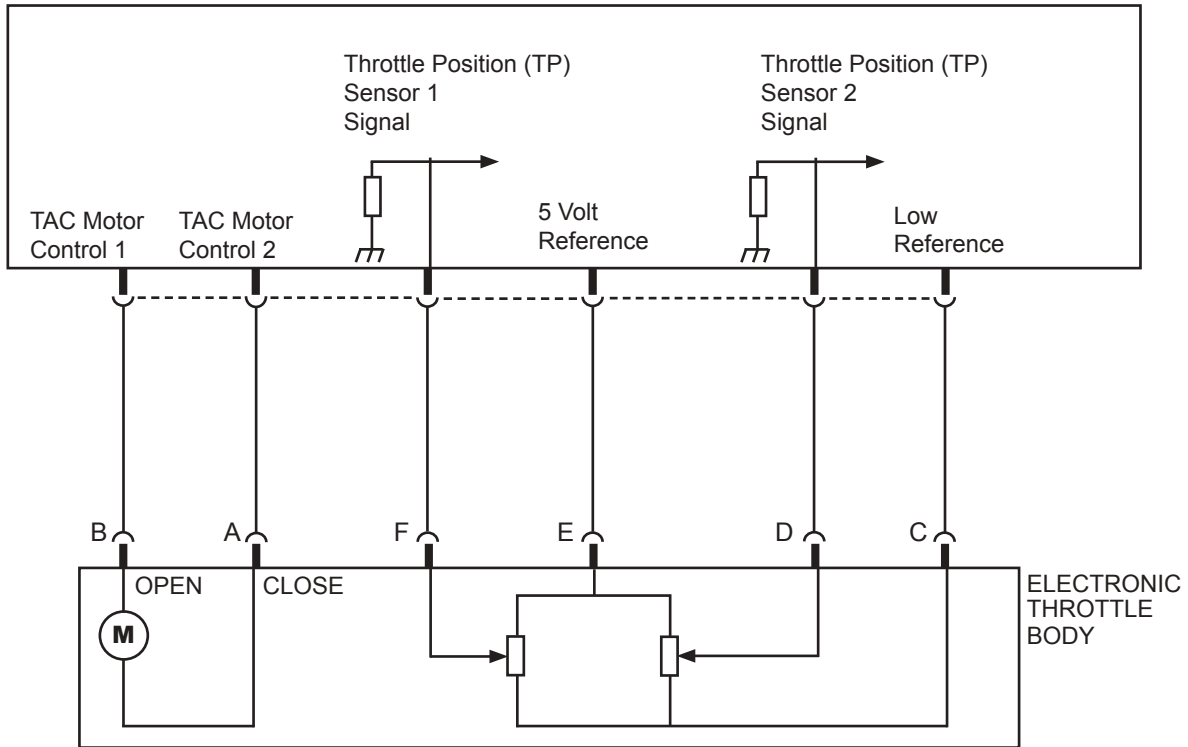 Throttle Position (TP)
Sensor 1
Signal
Throttle Position (TP)
Sensor 2
Signal
TAC Motor
Control 1
TAC Motor
Control 2
5 Volt
Reference
Low
Reference
B
A
F
E
D
C
OPEN
CLOSE
M
ELECTRONIC
THROTTLE
BODY